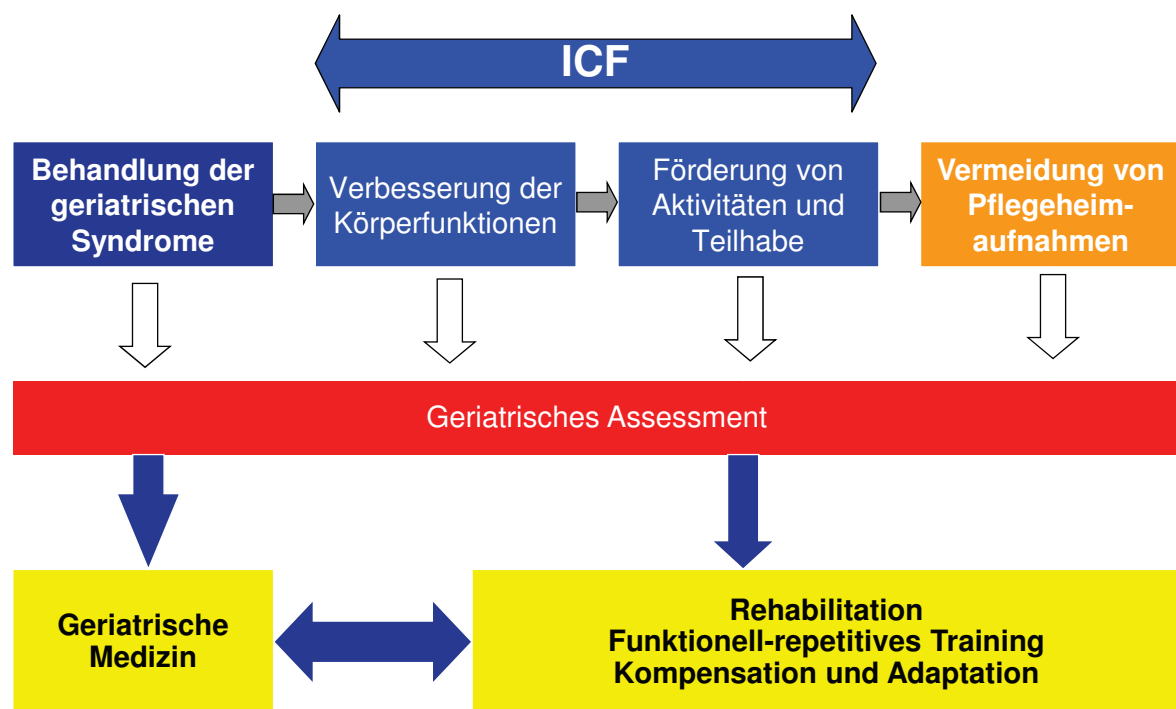 ICF
Behandlung der
geriatrischen
Syndrome
Verbesserung der
Körperfunktionen
Förderung von
Aktivitäten und
Teilhabe
Vermeidung von
Pflegeheim-
aufnahmen
Geriatrisches Assessment
Geriatrische
Medizin
Rehabilitation
Funktionell-repetitives Training
Kompensation und Adaptation